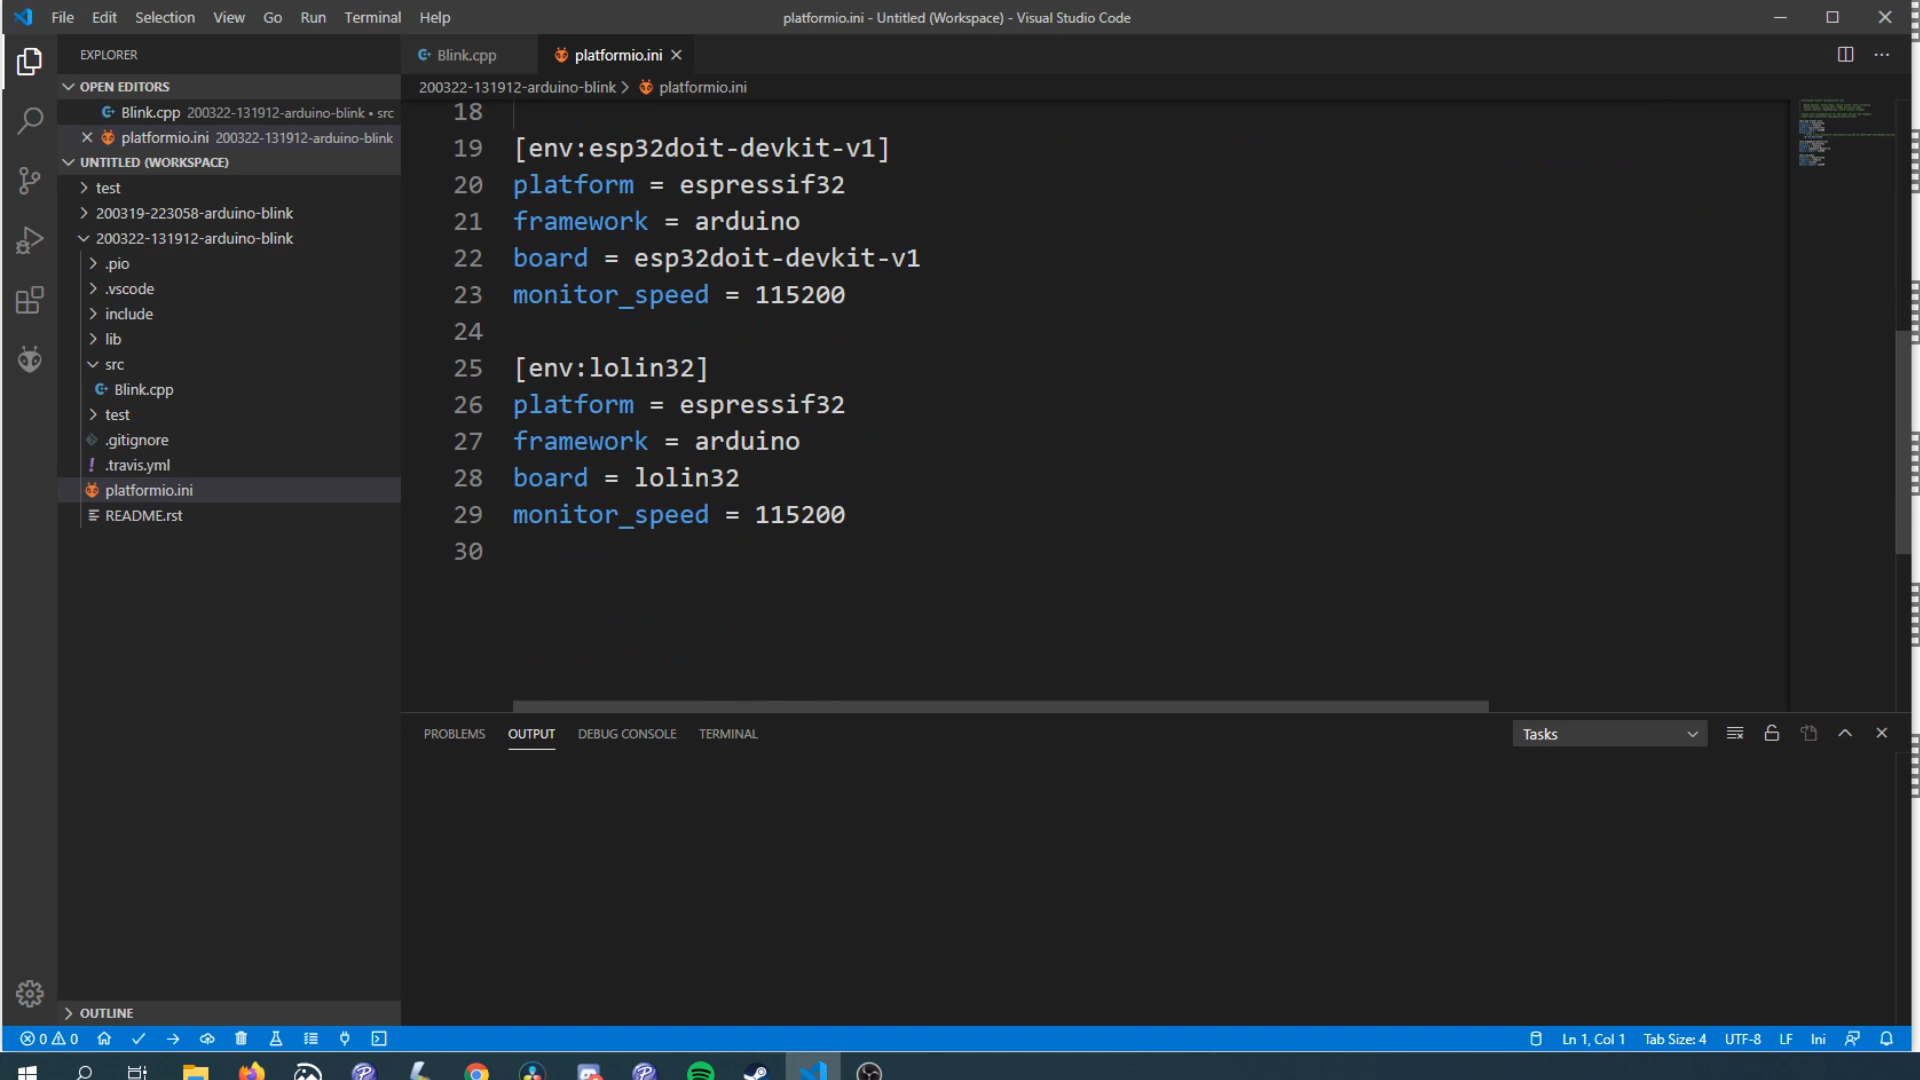 File Edit Selection View Go Run Terminal Help
platformio.ini - Untitled (Workspace) - Visual Studio Code
EXPLORER
OPEN EDITORS
Blink.cpp 200322-131912-arduino-blink • src
platformio.ini 200322-131912-arduino-blink
UNTITLED (WORKSPACE)
test
200319-223058-arduino-blink
200322-131912-arduino-blink
.pio
.vscode
include
lib
src
Blink.cpp
test
.gitignore
.travis.yml
platformio.ini
README.rst
OUTLINE
Blink.cpp
platformio.ini
200322-131912-arduino-blink > platformio.ini
18
19 [env:esp32doit-devkit-v1]
20 platform = espressif32
21 framework = arduino
22 board = esp32doit-devkit-v1
23 monitor_speed = 115200
24
25 [env:lolin32]
26 platform = espressif32
27 framework = arduino
28 board = lolin32
29 monitor_speed = 115200
30
PROBLEMS OUTPUT DEBUG CONSOLE TERMINAL
Tasks
0 0
Ln 1, Col 1 Tab Size: 4 UTF-8 LF Ini